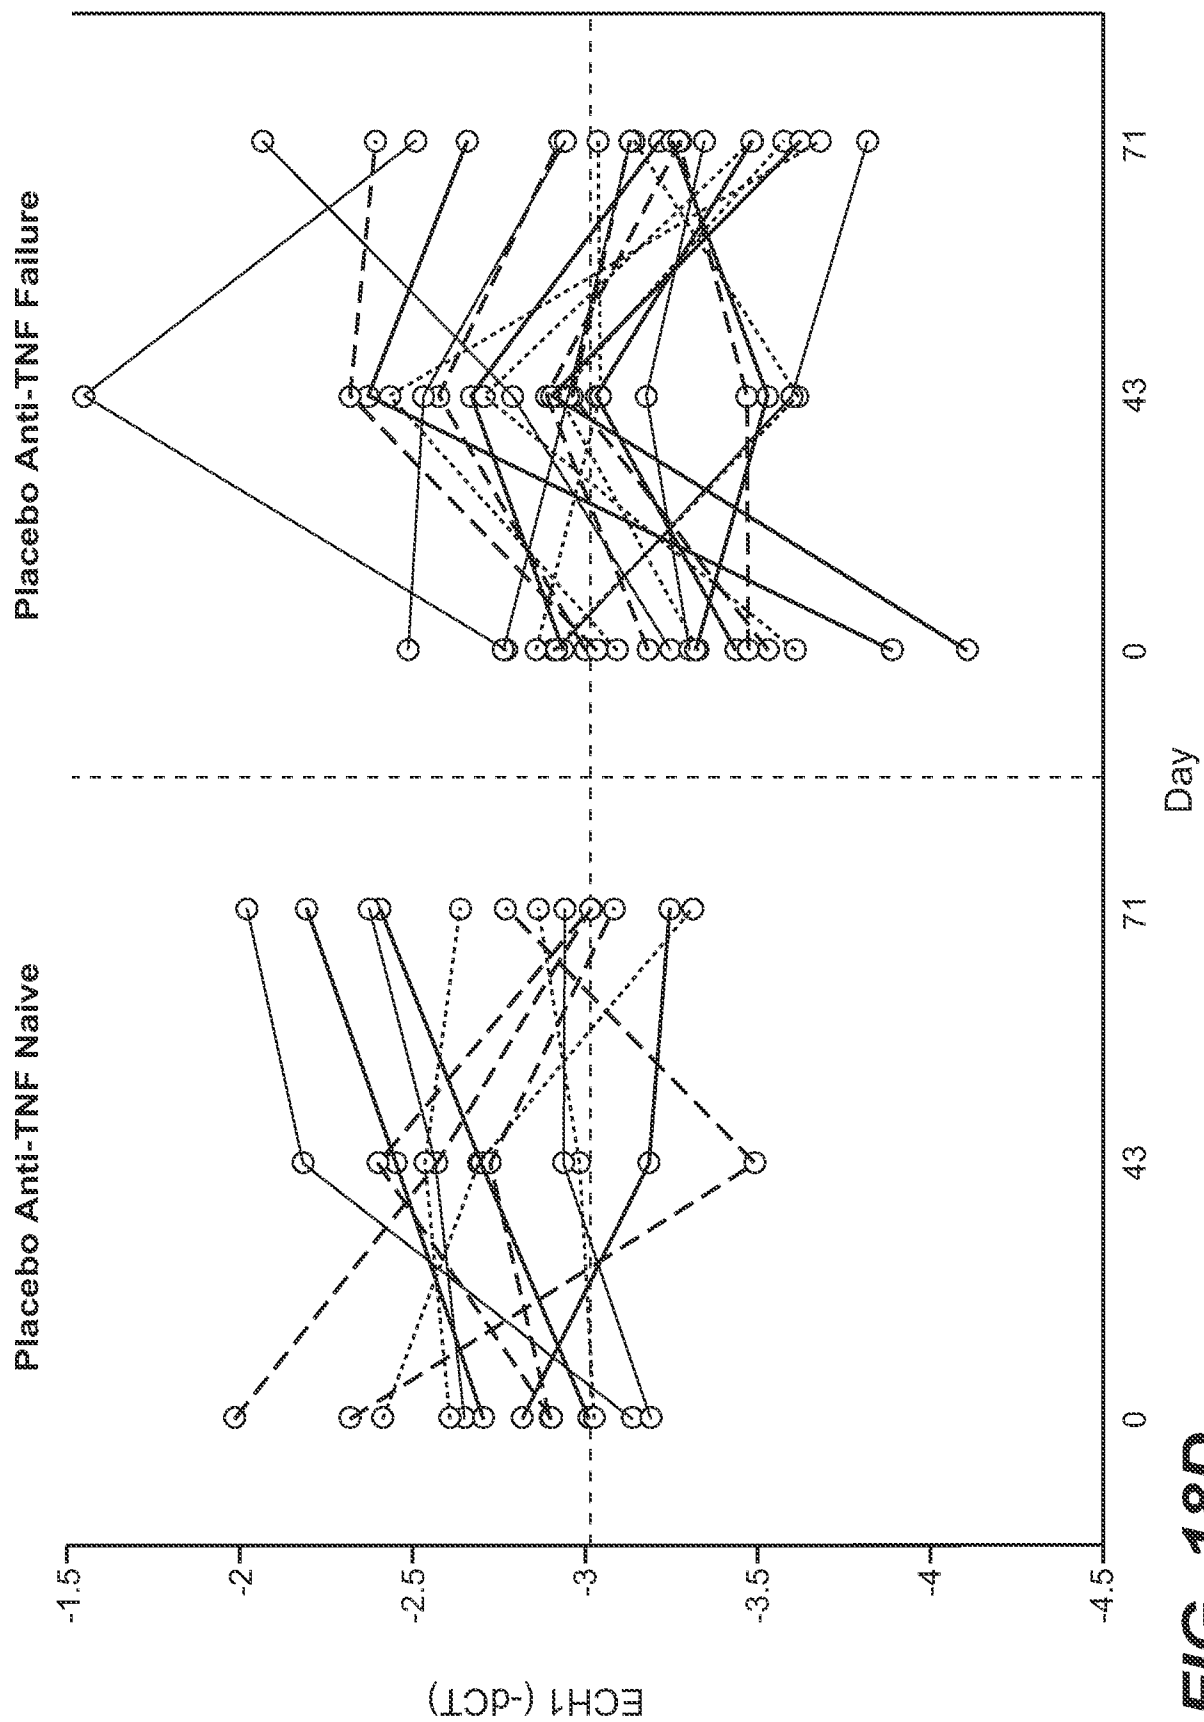 Placebo Anti-TNF Naive
Placebo Anti-TNF Failure
-1.5
-2
-2.5
-3
-3.5
-4
-4.5
ECH1 (-dCT)
0 43 71 0 43 71
Day
FIG. 18D